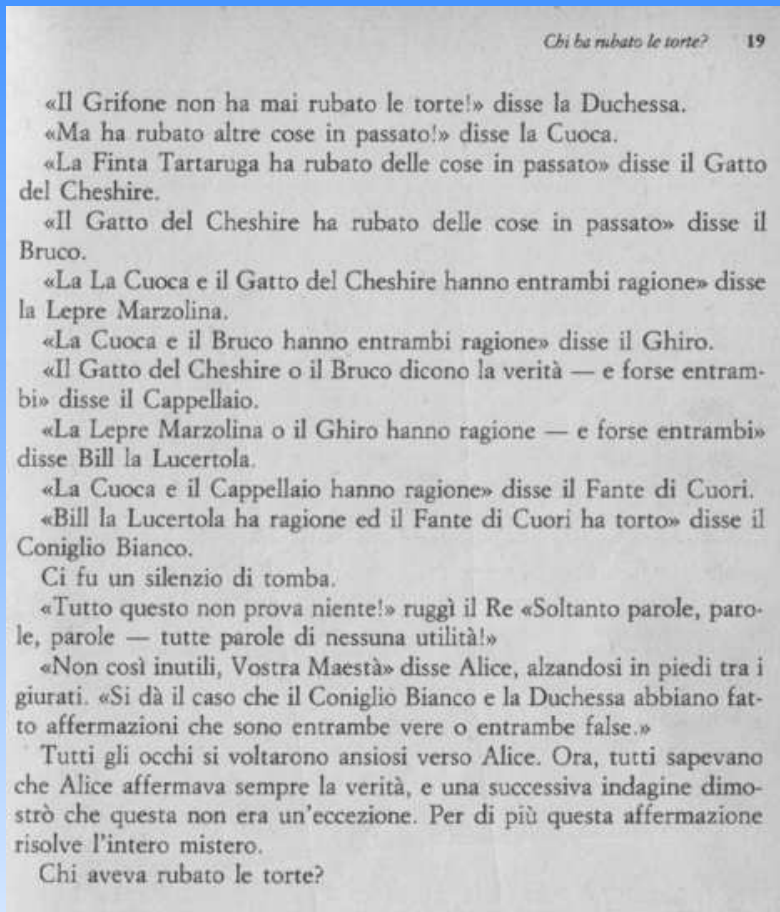 Chi ha rubato le torte? 19
«Il Grifone non ha mai rubato le torte!» disse la Duchessa.
«Ma ha rubato altre cose in passato!» disse la Cuoca.
«La Finta Tartaruga ha rubato delle cose in passato» disse il Gatto
del Cheshire.
«Il Gatto del Cheshire ha rubato delle cose in passato» disse il
Bruco.
«La La Cuoca e il Gatto del Cheshire hanno entrambi ragione» disse
la Lepre Marzolina.
«La Cuoca e il Bruco hanno entrambi ragione» disse il Ghiro.
«Il Gatto del Cheshire o il Bruco dicono la verità — e forse entram-
bi» disse il Cappellaio.
«La Lepre Marzolina o il Ghiro hanno ragione — e forse entrambi»
disse Bill la Lucertola.
«La Cuoca e il Cappellaio hanno ragione» disse il Fante di Cuori.
«Bill la Lucertola ha ragione ed il Fante di Cuori ha torto» disse il
Coniglio Bianco.
Ci fu un silenzio di tomba.
«Tutto questo non prova niente!» ruggì il Re «Soltanto parole, paro-
le, parole — tutte parole di nessuna utilità!»
«Non così inutili, Vostra Maestà» disse Alice, alzandosi in piedi tra i
giurati. «Si dà il caso che il Coniglio Bianco e la Duchessa abbiano fat-
to affermazioni che sono entrambe vere o entrambe false.»
Tutti gli occhi si voltarono ansiosi verso Alice. Ora, tutti sapevano
che Alice affermava sempre la verità, e una successiva indagine dimo-
strò che questa non era un'eccezione. Per di più questa affermazione
risolve l'intero mistero.
Chi aveva rubato le torte?